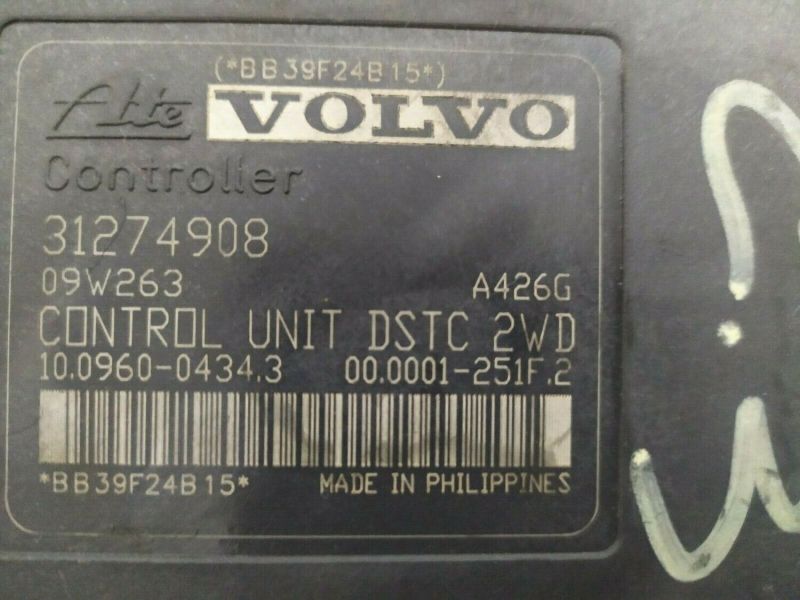 (*BB39F24B15*)
Ate VOLVO
Controller
31274908
09W263 A426G
CONTROL UNIT DSTC 2WD
10.0960-0434.3 00.0001-251F.2
*BB39F24B15* MADE IN PHILIPPINES